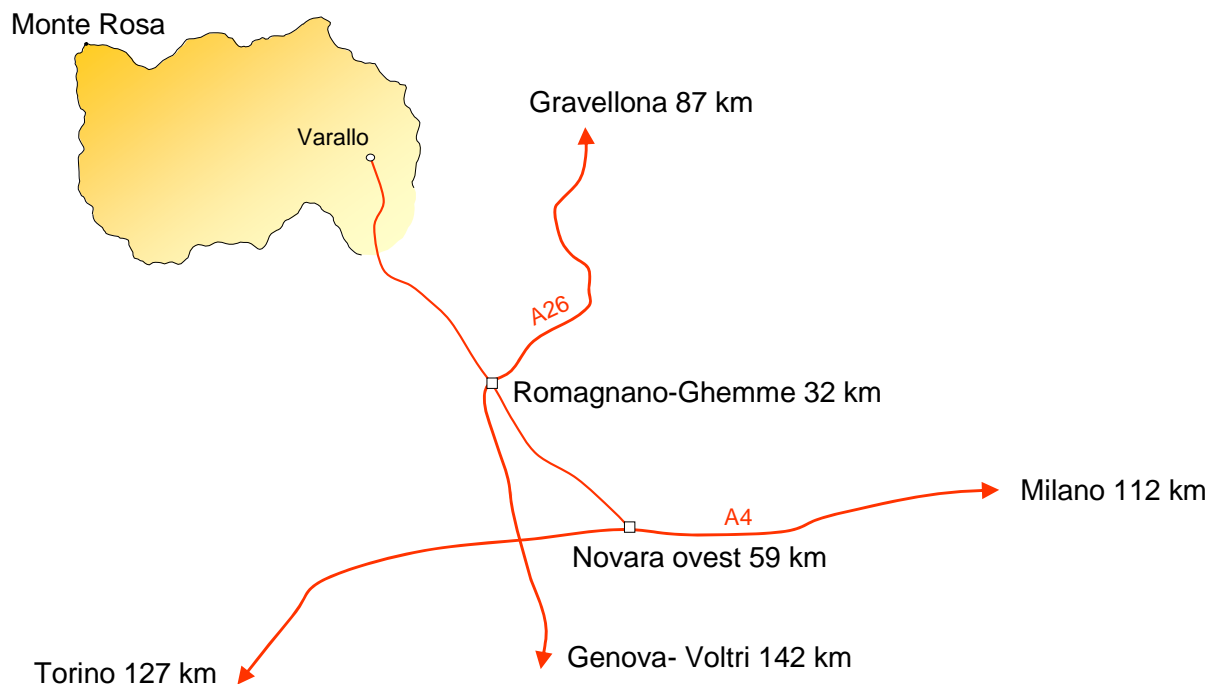 Monte Rosa
Gravellona 87 km
Varallo
A26
Romagnano-Ghemme 32 km
Milano 112 km
A4
Novara ovest 59 km
Genova- Voltri 142 km
Torino 127 km